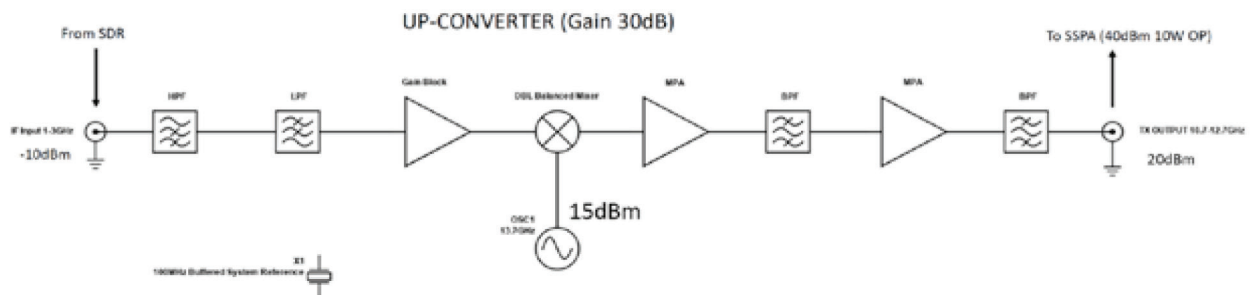 UP-CONVERTER (Gain 30dB)
From SDR
To SSPA (40dBm 10W OP)
HPF
LPF
Gain Block
DBL Balanced Mixer
MPA
BPF
MPA
BPF
IF Input 1-3GHz
-10dBm
TX OUTPUT 10.7-12.7GHz
20dBm
OSC1
13.7GHz
15dBm
X1
100MHz Buffered System Reference